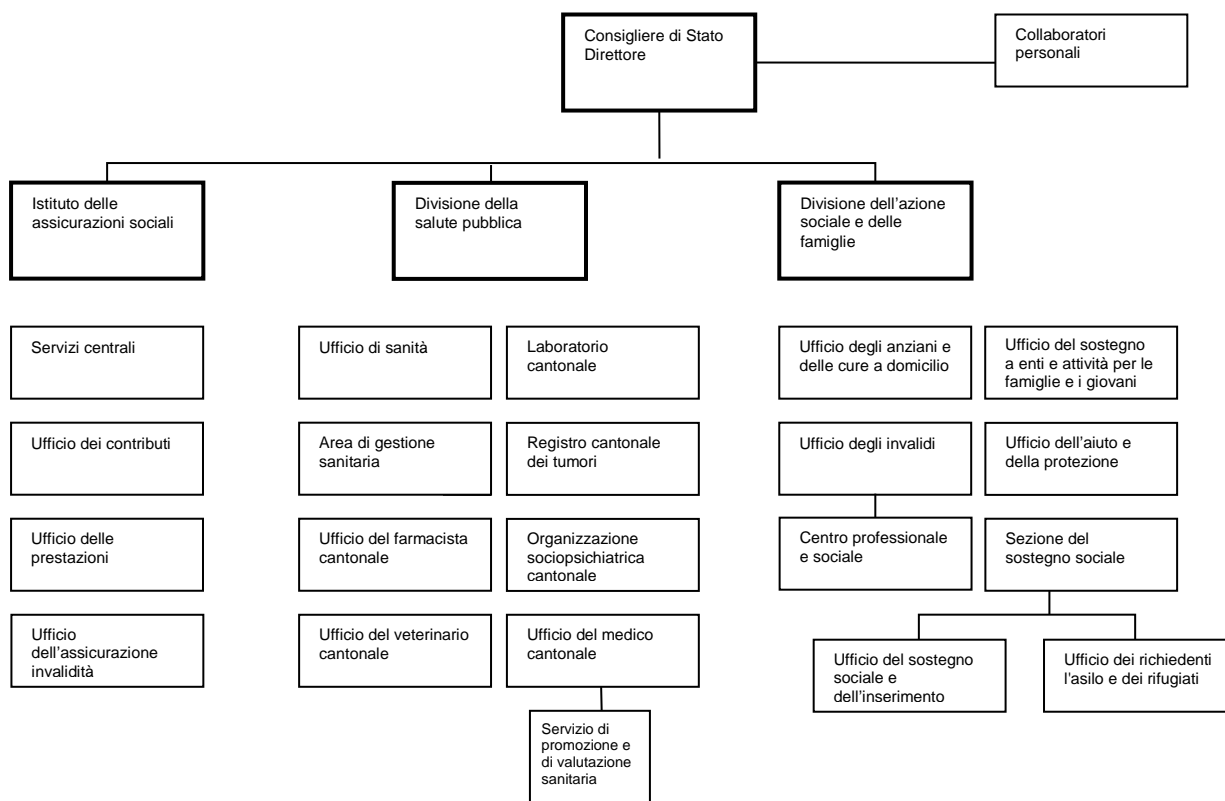 Consigliere di Stato
Direttore
Collaboratori
personali
Istituto delle
assicurazioni sociali
Divisione della
salute pubblica
Divisione dell'azione
sociale e delle
famiglie
Servizi centrali
Ufficio di sanità
Laboratorio
cantonale
Ufficio degli anziani e
delle cure a domicilio
Ufficio del sostegno
a enti e attività per le
famiglie e i giovani
Ufficio dei contributi
Area di gestione
sanitaria
Registro cantonale
dei tumori
Ufficio degli invalidi
Ufficio dell'aiuto e
della protezione
Ufficio delle
prestazioni
Ufficio del farmacista
cantonale
Organizzazione
sociopsichiatrica
cantonale
Centro professionale
e sociale
Sezione del
sostegno sociale
Ufficio
dell'assicurazione
invalidità
Ufficio del veterinario
cantonale
Ufficio del medico
cantonale
Ufficio del sostegno
sociale e
dell'inserimento
Ufficio dei richiedenti
l'asilo e dei rifugiati
Servizio di
promozione e
di valutazione
sanitaria